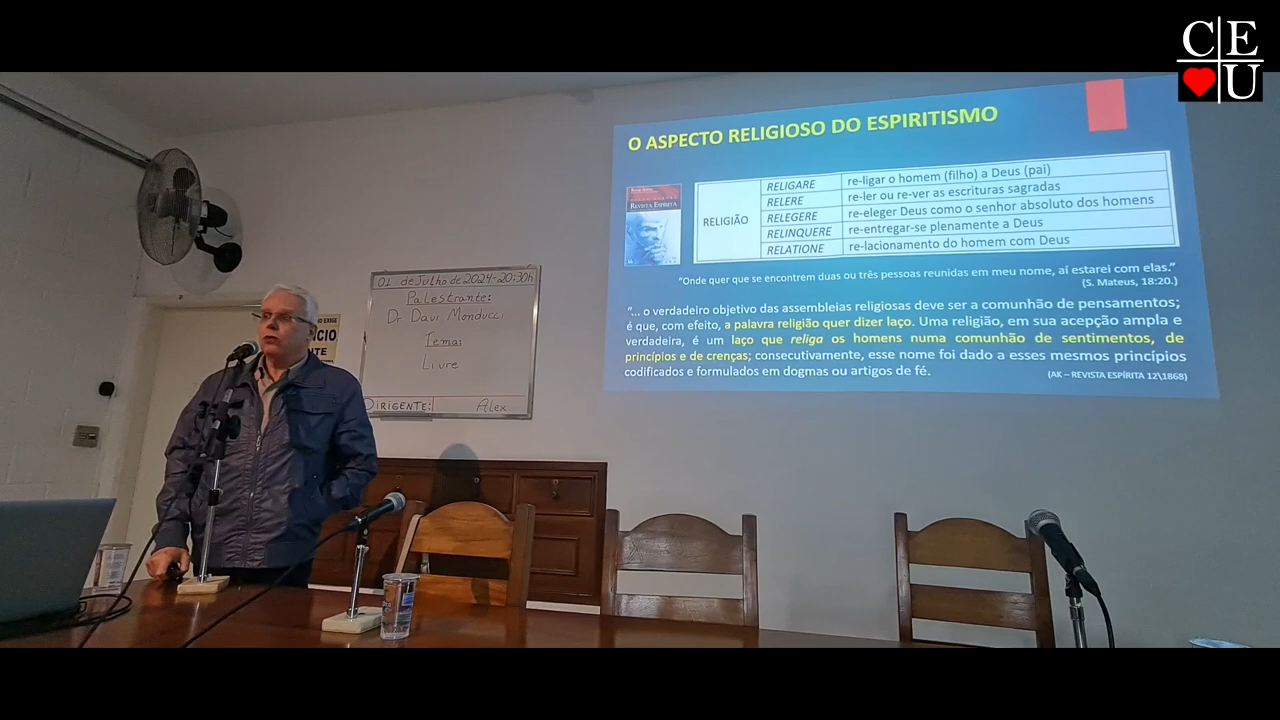 CE
U
O ASPECTO RELIGIOSO DO ESPIRITISMO
RELIGIÃO
RELIGARE re-ligar o homem (filho) a Deus (pai)
RELERE re-ler ou re-ver as escrituras sagradas
RELEGERE re-eleger Deus como o senhor absoluto dos homens
RELINQUERE re-entregar-se plenamente a Deus
RELATIONE re-lacionamento do homem com Deus
REVISTA ESPÍRITA
“Onde quer que se encontrem duas ou três pessoas reunidas em meu nome, aí estarei com elas.”
(S. Mateus, 18:20.)
“... o verdadeiro objetivo das assembleias religiosas deve ser a comunhão de pensamentos;
é que, com efeito, a palavra religião quer dizer laço. Uma religião, em sua acepção ampla e
verdadeira, é um laço que religa os homens numa comunhão de sentimentos, de
princípios e de crenças; consecutivamente, esse nome foi dado a esses mesmos princípios
codificados e formulados em dogmas ou artigos de fé.
(AK – REVISTA ESPÍRITA 12\1868)
01 de Julho de 2024-20:30h
Palestrante:
Dr Davi Monducci
Tema:
Livre
DIRIGENTE: Alex
EXIGE
CIO
NTE